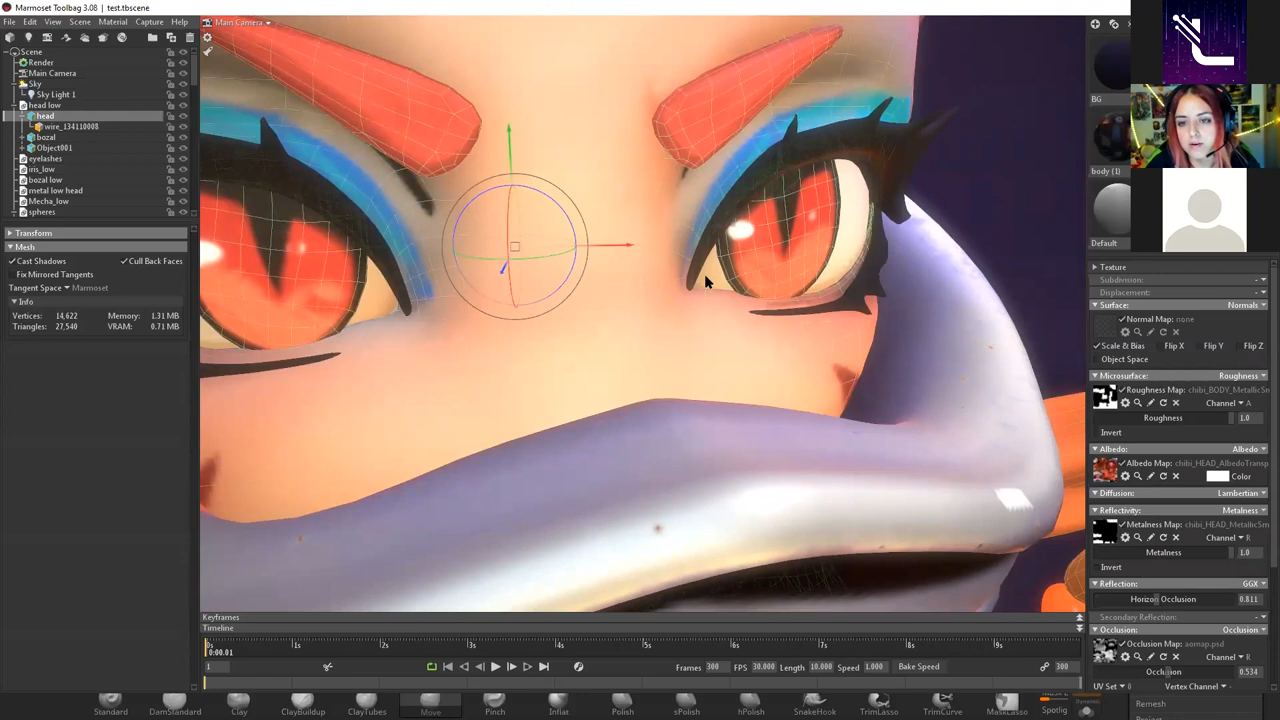 Marmoset Toolbag 3.08 | test.tbscene
File Edit View Scene Material Capture Help
Main Camera
Scene
Render
Main Camera
Sky
Sky Light 1
head low
head
wire_134110008
bozal
Object001
eyelashes
iris_low
bozal low
metal low head
Mecha_low
spheres
Transform
Mesh
Cast Shadows Cull Back Faces
Fix Mirrored Tangents
Tangent Space Marmoset
Info
Vertices: 14,622 Memory: 1.31 MB
Triangles: 27,540 VRAM: 0.71 MB
BG
body (1)
Default
Texture
Subdivision:
Displacement:
Surface: Normals
Normal Map: none
Scale & Bias Flip X Flip Y Flip Z
Object Space
Microsurface: Roughness
Roughness Map: chibi_BODY_MetallicSm
Channel A
Roughness 1.0
Invert
Albedo: Albedo
Albedo Map: chibi_HEAD_AlbedoTransp
Color
Diffusion: Lambertian
Reflectivity: Metalness
Metalness Map: chibi_HEAD_MetallicSm
Channel R
Metalness 1.0
Invert
Reflection: GGX
Horizon Occlusion 0.811
Secondary Reflection:
Occlusion: Occlusion
Occlusion Map: aomap.psd
Channel R
Occlusion 0.534
UV Set 0 Vertex Channel
Keyframes
Timeline
0s 1s 2s 3s 4s 5s 6s 7s 8s 9s
0:00.01
1 Frames 300 FPS 30.000 Length 10.000 Speed 1.000 Bake Speed 300
Standard DamStandard Clay ClayBuildup ClayTubes Move Pinch Inflat Polish sPolish hPolish SnakeHook TrimLasso TrimCurve MaskLasso Spotlig
Remesh